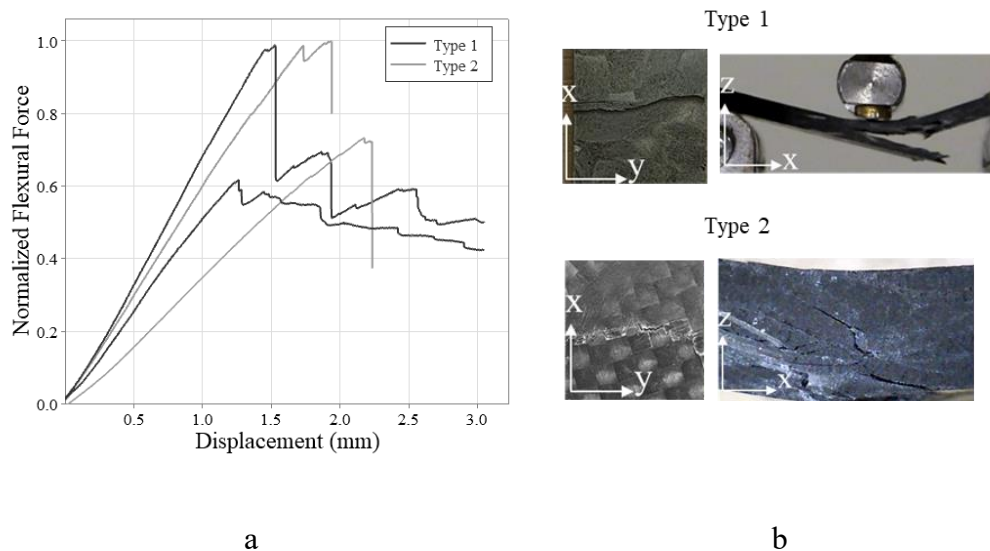 Normalized Flexural Force
1.0
0.8
0.6
0.4
0.2
0.0
Type 1
Type 2
0.5 1.0 1.5 2.0 2.5 3.0
Displacement (mm)
a
Type 1
x
y
z
x
Type 2
x
y
z
x
b